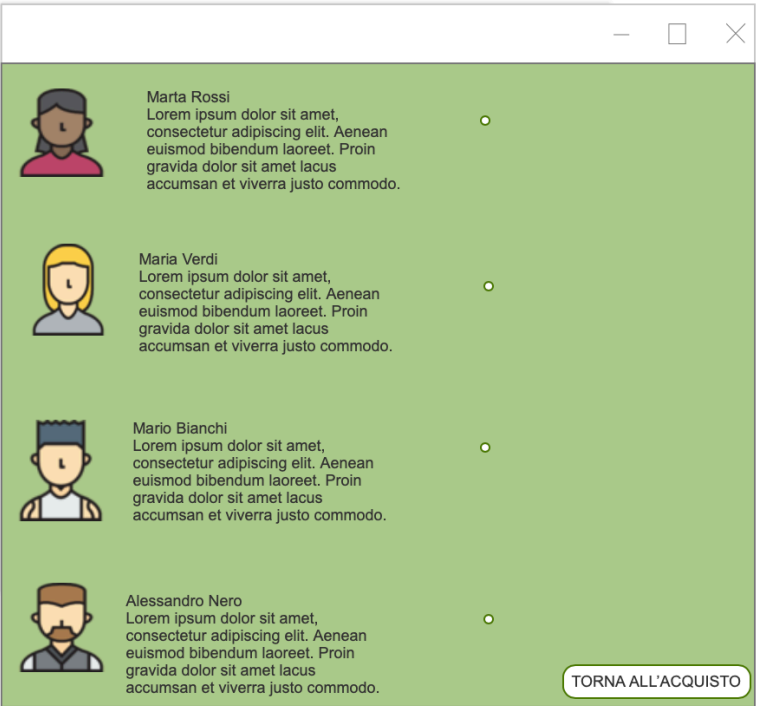 Marta Rossi
Lorem ipsum dolor sit amet,
consectetur adipiscing elit. Aenean
euismod bibendum laoreet. Proin
gravida dolor sit amet lacus
accumsan et viverra justo commodo.
Maria Verdi
Lorem ipsum dolor sit amet,
consectetur adipiscing elit. Aenean
euismod bibendum laoreet. Proin
gravida dolor sit amet lacus
accumsan et viverra justo commodo.
Mario Bianchi
Lorem ipsum dolor sit amet,
consectetur adipiscing elit. Aenean
euismod bibendum laoreet. Proin
gravida dolor sit amet lacus
accumsan et viverra justo commodo.
Alessandro Nero
Lorem ipsum dolor sit amet,
consectetur adipiscing elit. Aenean
euismod bibendum laoreet. Proin
gravida dolor sit amet lacus
accumsan et viverra justo commodo.
TORNA ALL'ACQUISTO